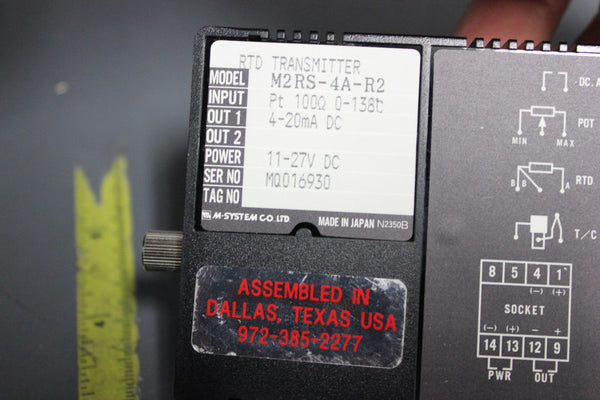 RTD TRANSMITTER
MODEL M2RS-4A-R2
INPUT Pt 100Ω 0-138℃
OUT 1 4-20mA DC
OUT 2
POWER 11-27V DC
SER NO MQ016930
TAG NO
M-SYSTEM CO. LTD. MADE IN JAPAN N2350B
ASSEMBLED IN
DALLAS, TEXAS USA
972-385-2277
DC. A
POT
MIN MAX
RTD
B B A
T/C
8 5 4 1
(-) (+)
SOCKET
(-) (+) - +
14 13 12 9
PWR OUT